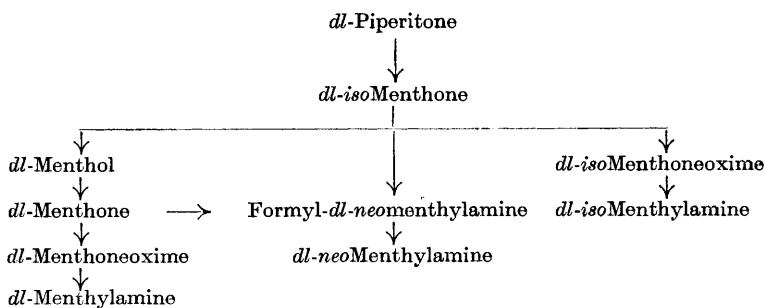 dl-Piperitone
dl-isoMenthone
dl-Menthol
dl-isoMenthoneoxime
dl-Menthone
Formyl-dl-neomenthylamine
dl-isoMenthylamine
dl-Menthoneoxime
dl-neoMenthylamine
dl-Menthylamine